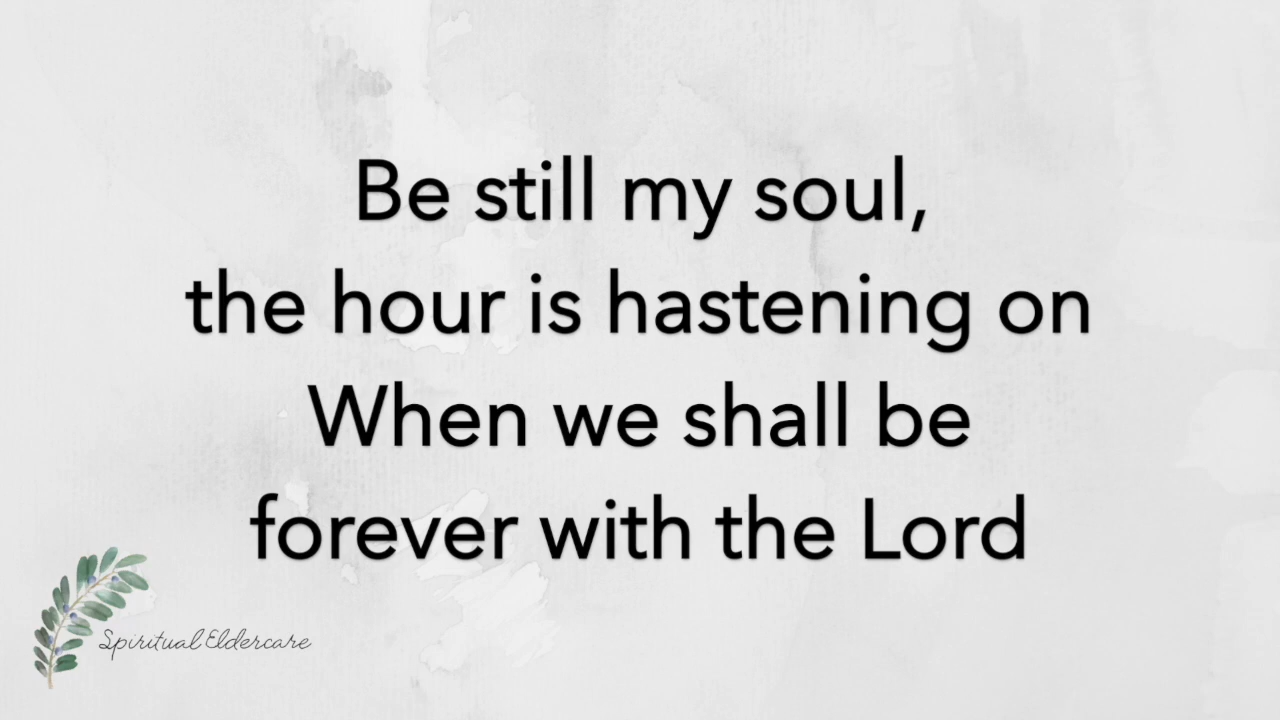 Be still my soul,
the hour is hastening on
When we shall be
forever with the Lord
Spiritual Eldercare